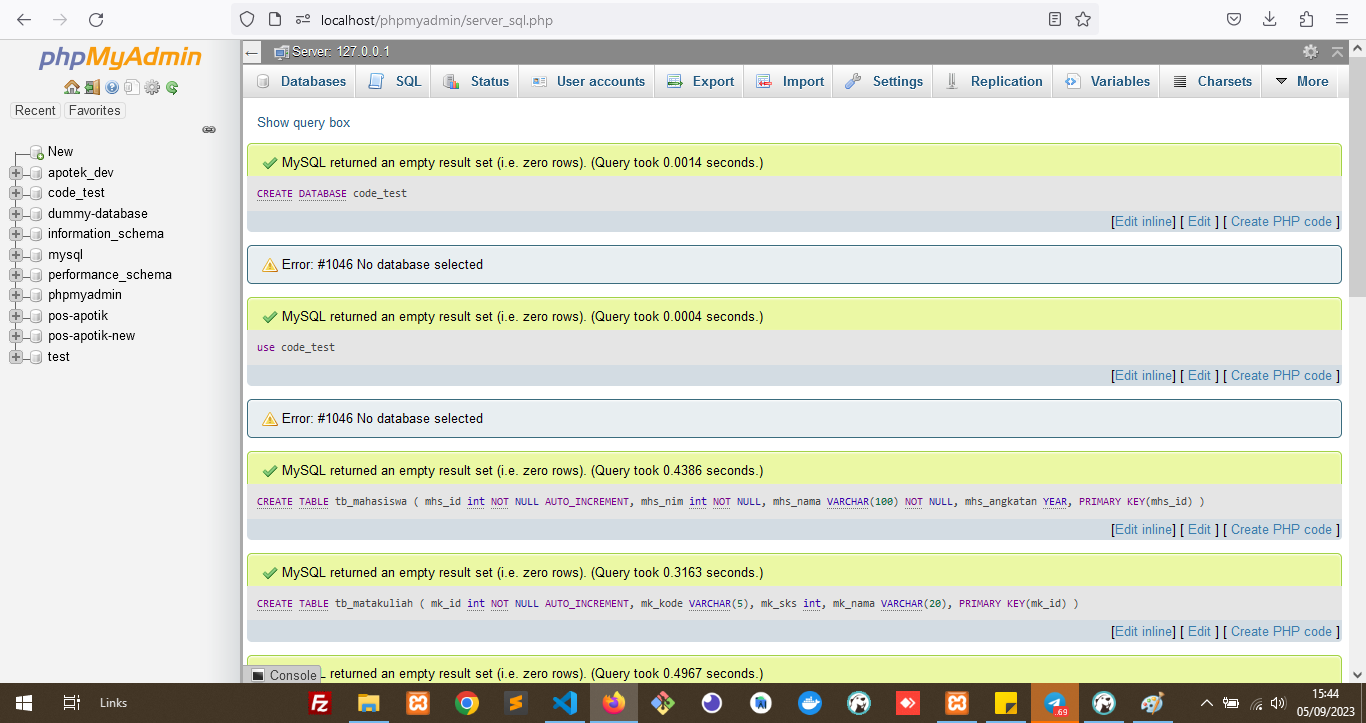 localhost/phpmyadmin/server_sql.php
phpMyAdmin
Recent Favorites
New
apotek_dev
code_test
dummy-database
information_schema
mysql
performance_schema
phpmyadmin
pos-apotik
pos-apotik-new
test
Server: 127.0.0.1
Databases SQL Status User accounts Export Import Settings Replication Variables Charsets More
Show query box
MySQL returned an empty result set (i.e. zero rows). (Query took 0.0014 seconds.)
CREATE DATABASE code_test
[Edit inline] [ Edit ] [ Create PHP code ]
Error: #1046 No database selected
MySQL returned an empty result set (i.e. zero rows). (Query took 0.0004 seconds.)
use code_test
[Edit inline] [ Edit ] [ Create PHP code ]
Error: #1046 No database selected
MySQL returned an empty result set (i.e. zero rows). (Query took 0.4386 seconds.)
CREATE TABLE tb_mahasiswa ( mhs_id int NOT NULL AUTO_INCREMENT, mhs_nim int NOT NULL, mhs_nama VARCHAR(100) NOT NULL, mhs_angkatan YEAR, PRIMARY KEY(mhs_id) )
[Edit inline] [ Edit ] [ Create PHP code ]
MySQL returned an empty result set (i.e. zero rows). (Query took 0.3163 seconds.)
CREATE TABLE tb_matakuliah ( mk_id int NOT NULL AUTO_INCREMENT, mk_kode VARCHAR(5), mk_sks int, mk_nama VARCHAR(20), PRIMARY KEY(mk_id) )
[Edit inline] [ Edit ] [ Create PHP code ]
L returned an empty result set (i.e. zero rows). (Query took 0.4967 seconds.)
Console
Links
Fz
69
15:44
05/09/2023